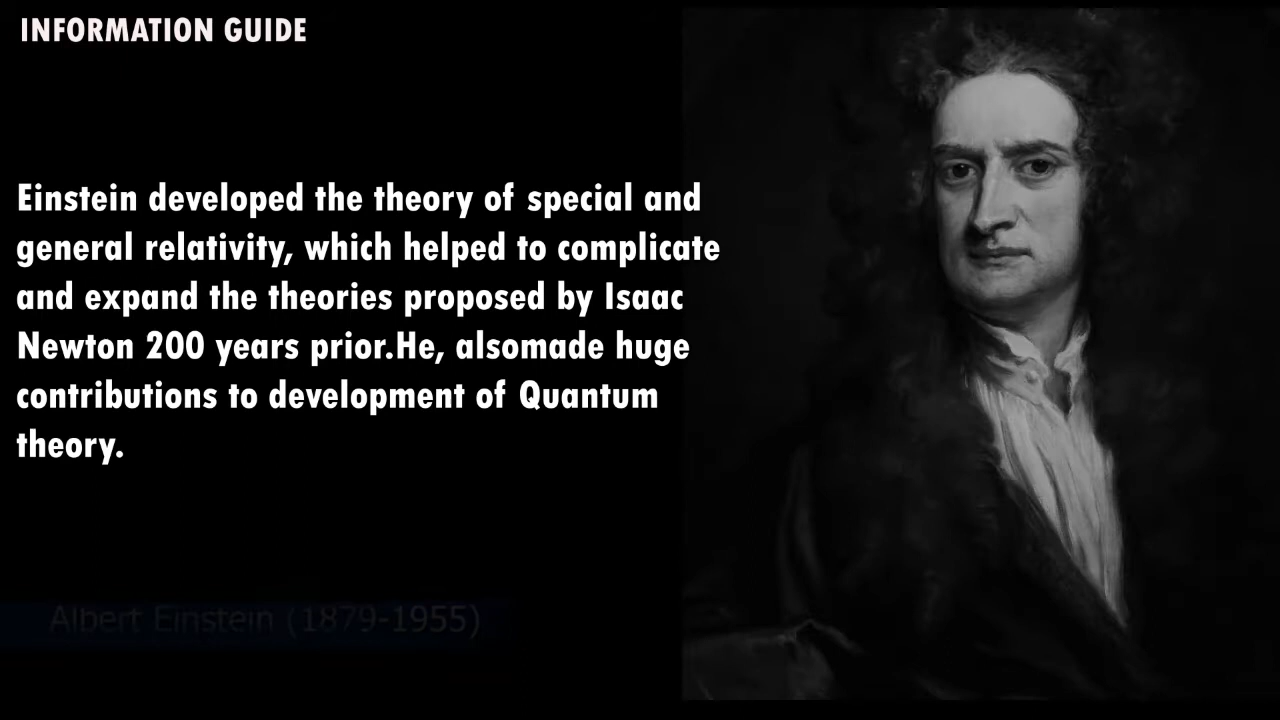 INFORMATION GUIDE
Einstein developed the theory of special and
general relativity, which helped to complicate
and expand the theories proposed by Isaac
Newton 200 years prior.He, alsomade huge
contributions to development of Quantum
theory.
Albert Einstein (1879-1955)